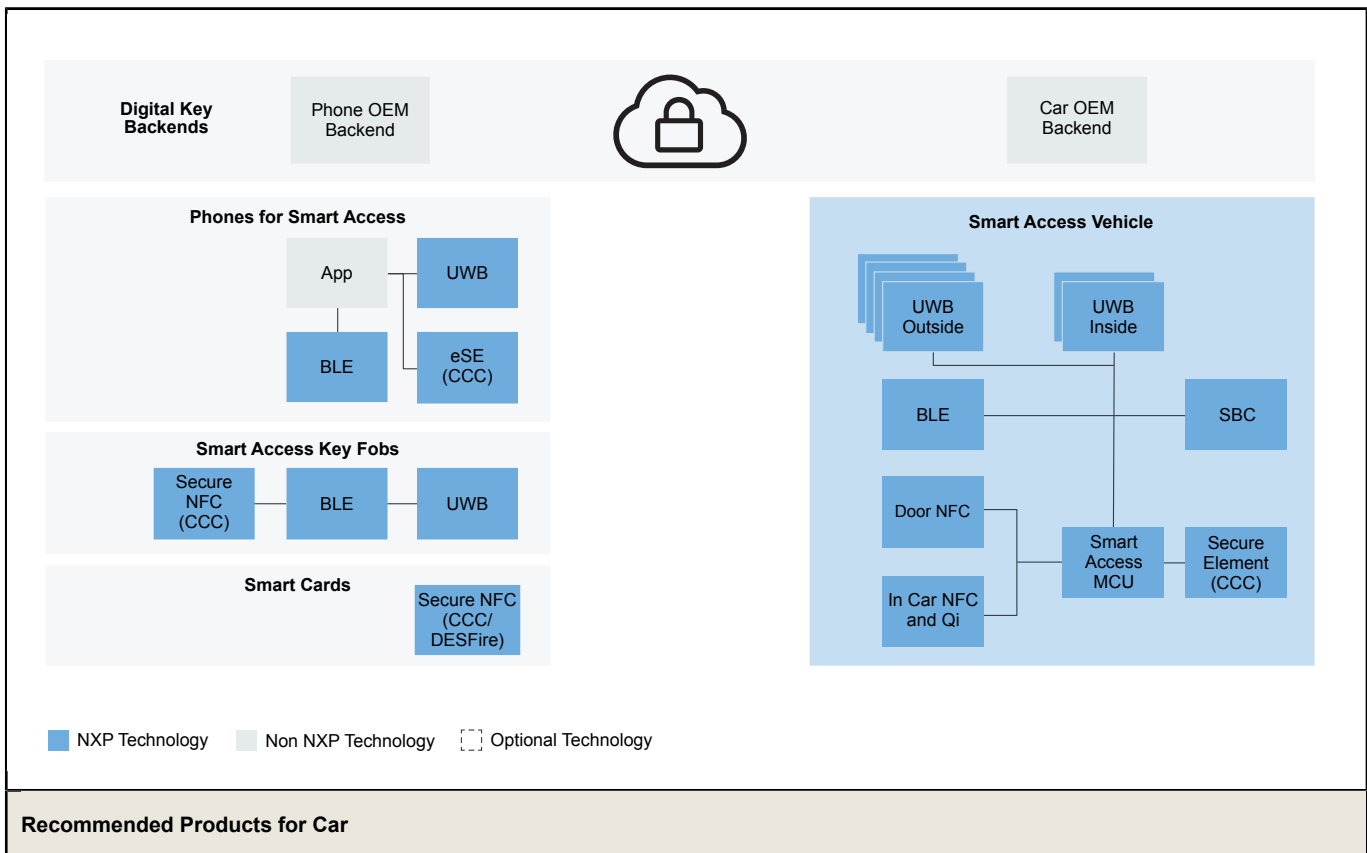 Digital Key
Backends
Phone OEM
Backend
Car OEM
Backend
Phones for Smart Access
App
UWB
BLE
eSE
(CCC)
Smart Access Key Fobs
Secure
NFC
(CCC)
BLE
UWB
Smart Cards
Secure NFC
(CCC/
DESFire)
Smart Access Vehicle
UWB
Outside
UWB
Inside
BLE
SBC
Door NFC
In Car NFC
and Qi
Smart
Access
MCU
Secure
Element
(CCC)
NXP Technology
Non NXP Technology
Optional Technology
Recommended Products for Car